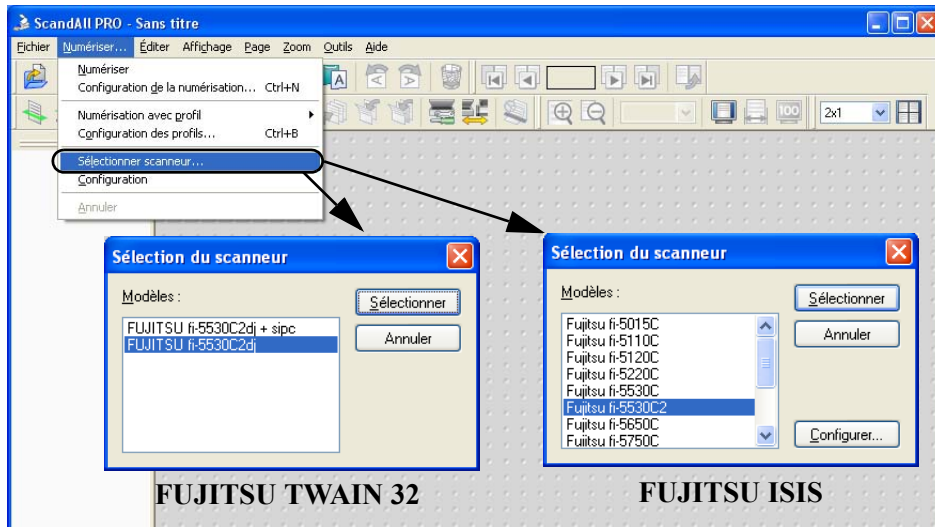 ScandAll PRO - Sans titre
Fichier Numériser... Éditer Affichage Page Zoom Outils Aide
Numériser
Configuration de la numérisation... Ctrl+N
Numérisation avec profil
Configuration des profils... Ctrl+B
Sélectionner scanneur...
Configuration
Annuler
A
100
2x1
Sélection du scanneur
Modèles :
FUJITSU fi-5530C2dj + sipc
FUJITSU fi-5530C2dj
Sélectionner
Annuler
Sélection du scanneur
Modèles :
Fujitsu fi-5015C
Fujitsu fi-5110C
Fujitsu fi-5120C
Fujitsu fi-5220C
Fujitsu fi-5530C
Fujitsu fi-5530C2
Fujitsu fi-5650C
Fujitsu fi-5750C
Sélectionner
Annuler
Configurer...
FUJITSU TWAIN 32
FUJITSU ISIS